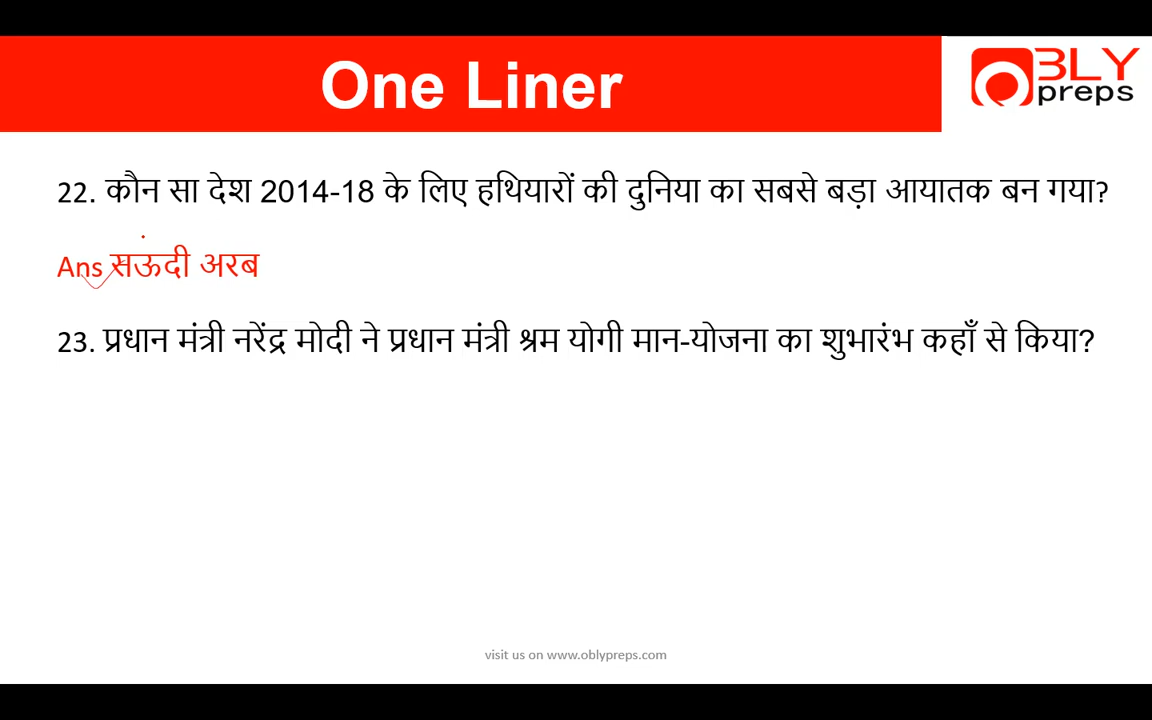 One Liner
BLY
preps
22. कौन सा देश 2014-18 के लिए हथियारों की दुनिया का सबसे बड़ा आयातक बन गया?
Ans सऊदी अरब
23. प्रधान मंत्री नरेंद्र मोदी ने प्रधान मंत्री श्रम योगी मान-योजना का शुभारंभ कहाँ से किया?
visit us on www.oblypreps.com